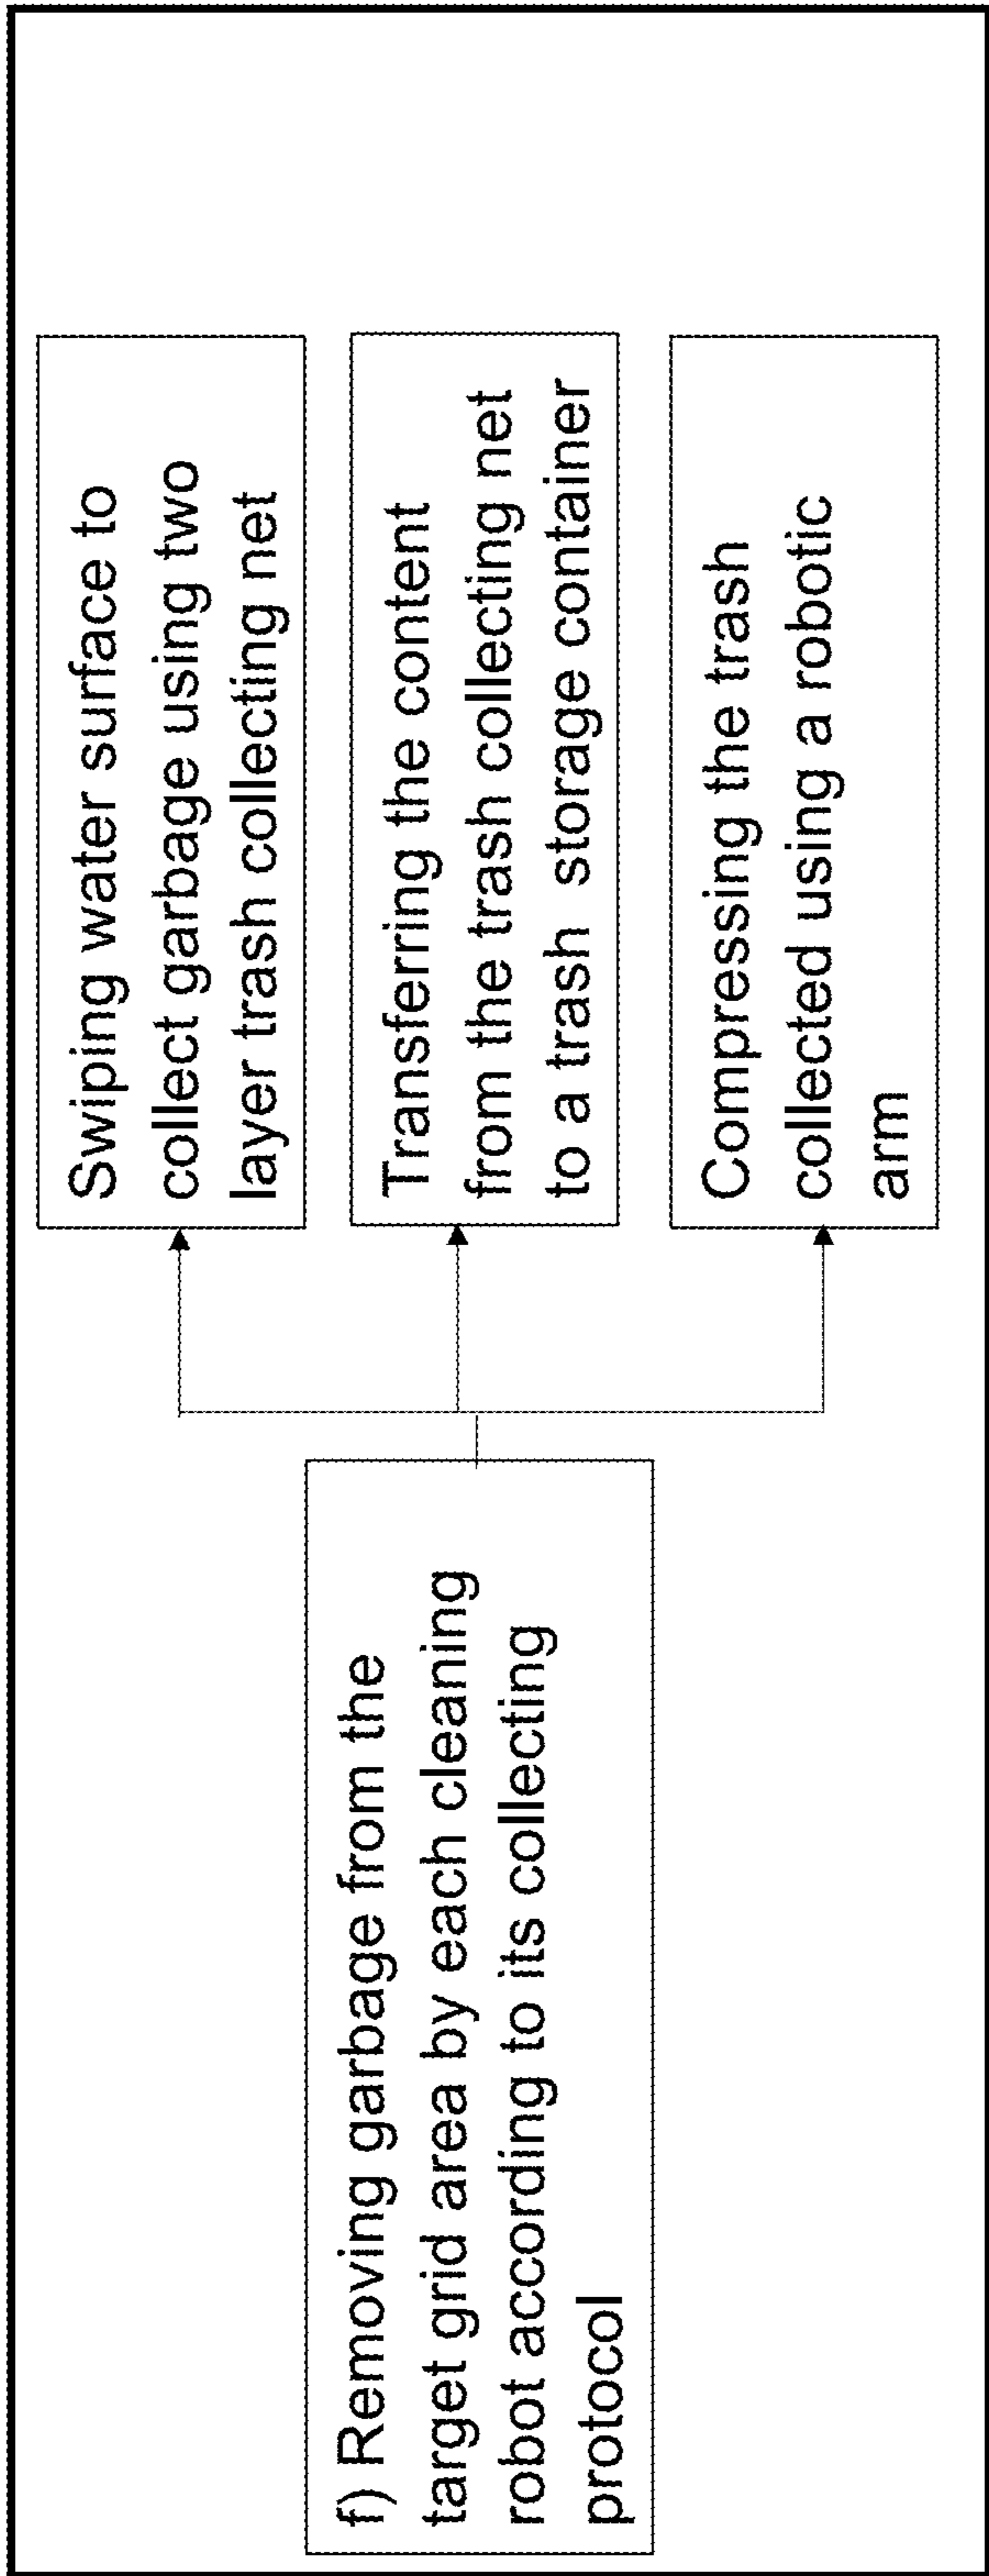 f) Removing garbage from the
target grid area by each cleaning
robot according to its collecting
protocol
Swiping water surface to
collect garbage using two
layer trash collecting net
Transferring the content
from the trash collecting net
to a trash storage container
Compressing the trash
collected using a robotic
arm